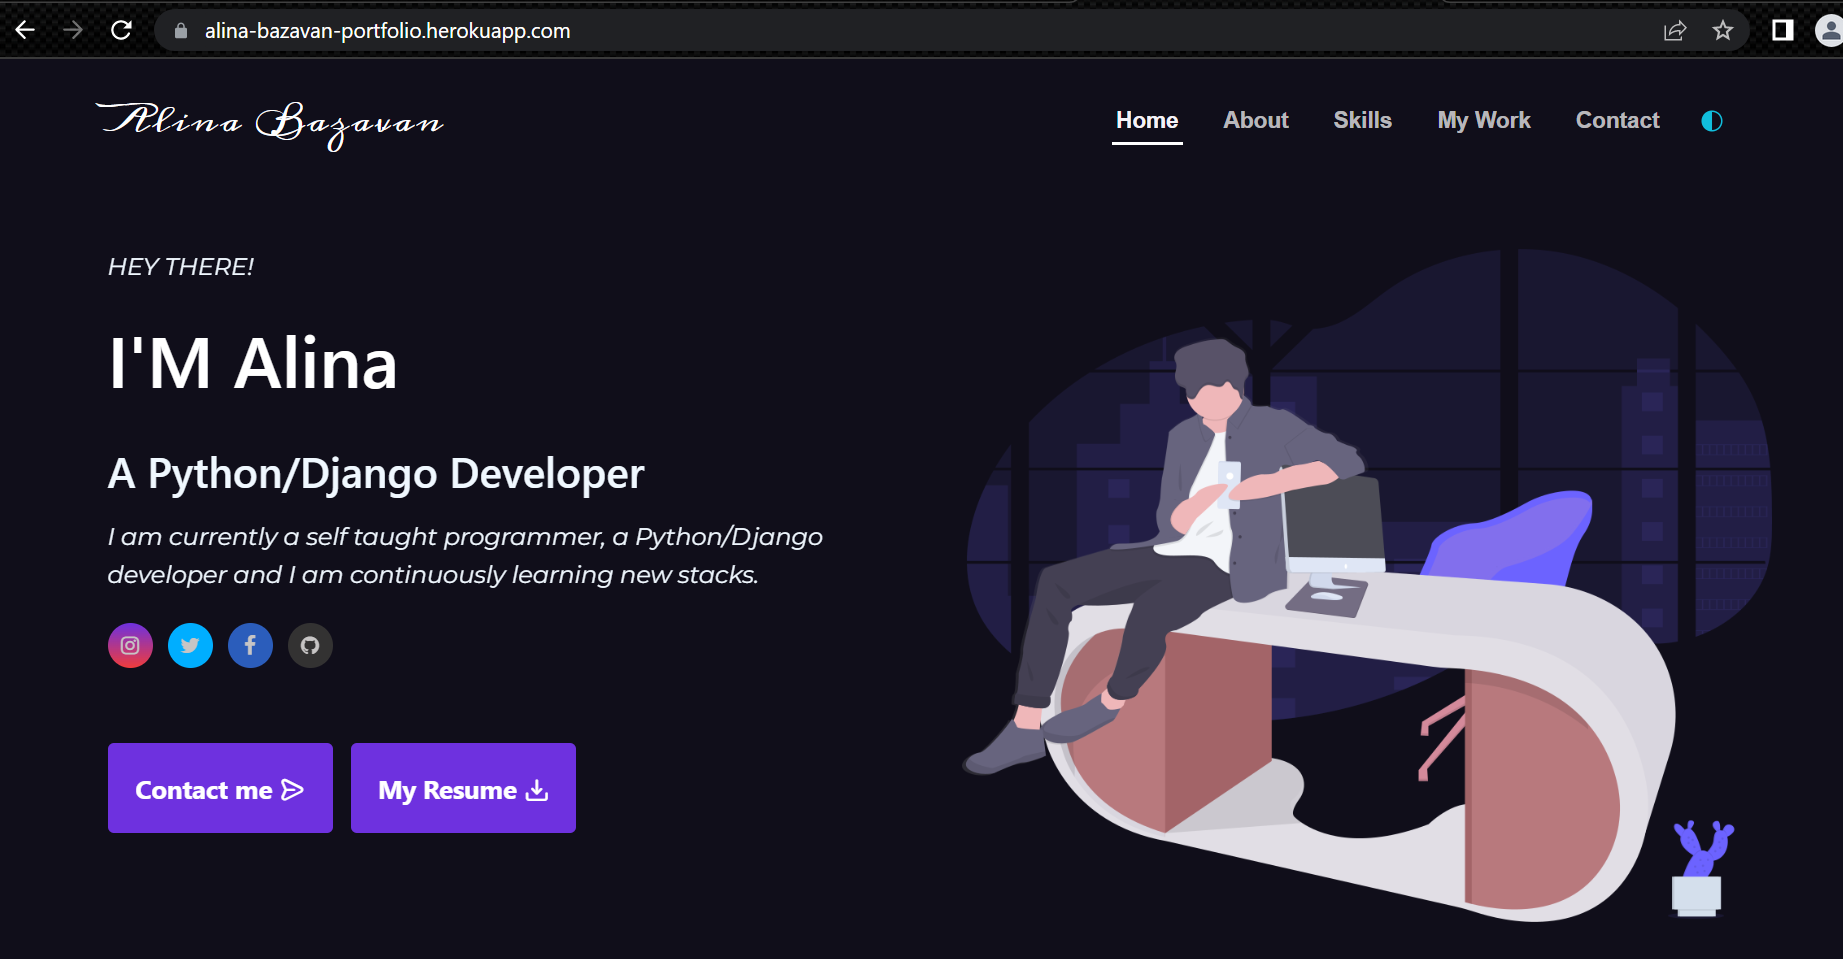 alina-bazavan-portfolio.herokuapp.com
Alina Bazavan
Home About Skills My Work Contact
HEY THERE!
I'M Alina
A Python/Django Developer
I am currently a self taught programmer, a Python/Django
developer and I am continuously learning new stacks.
Contact me My Resume